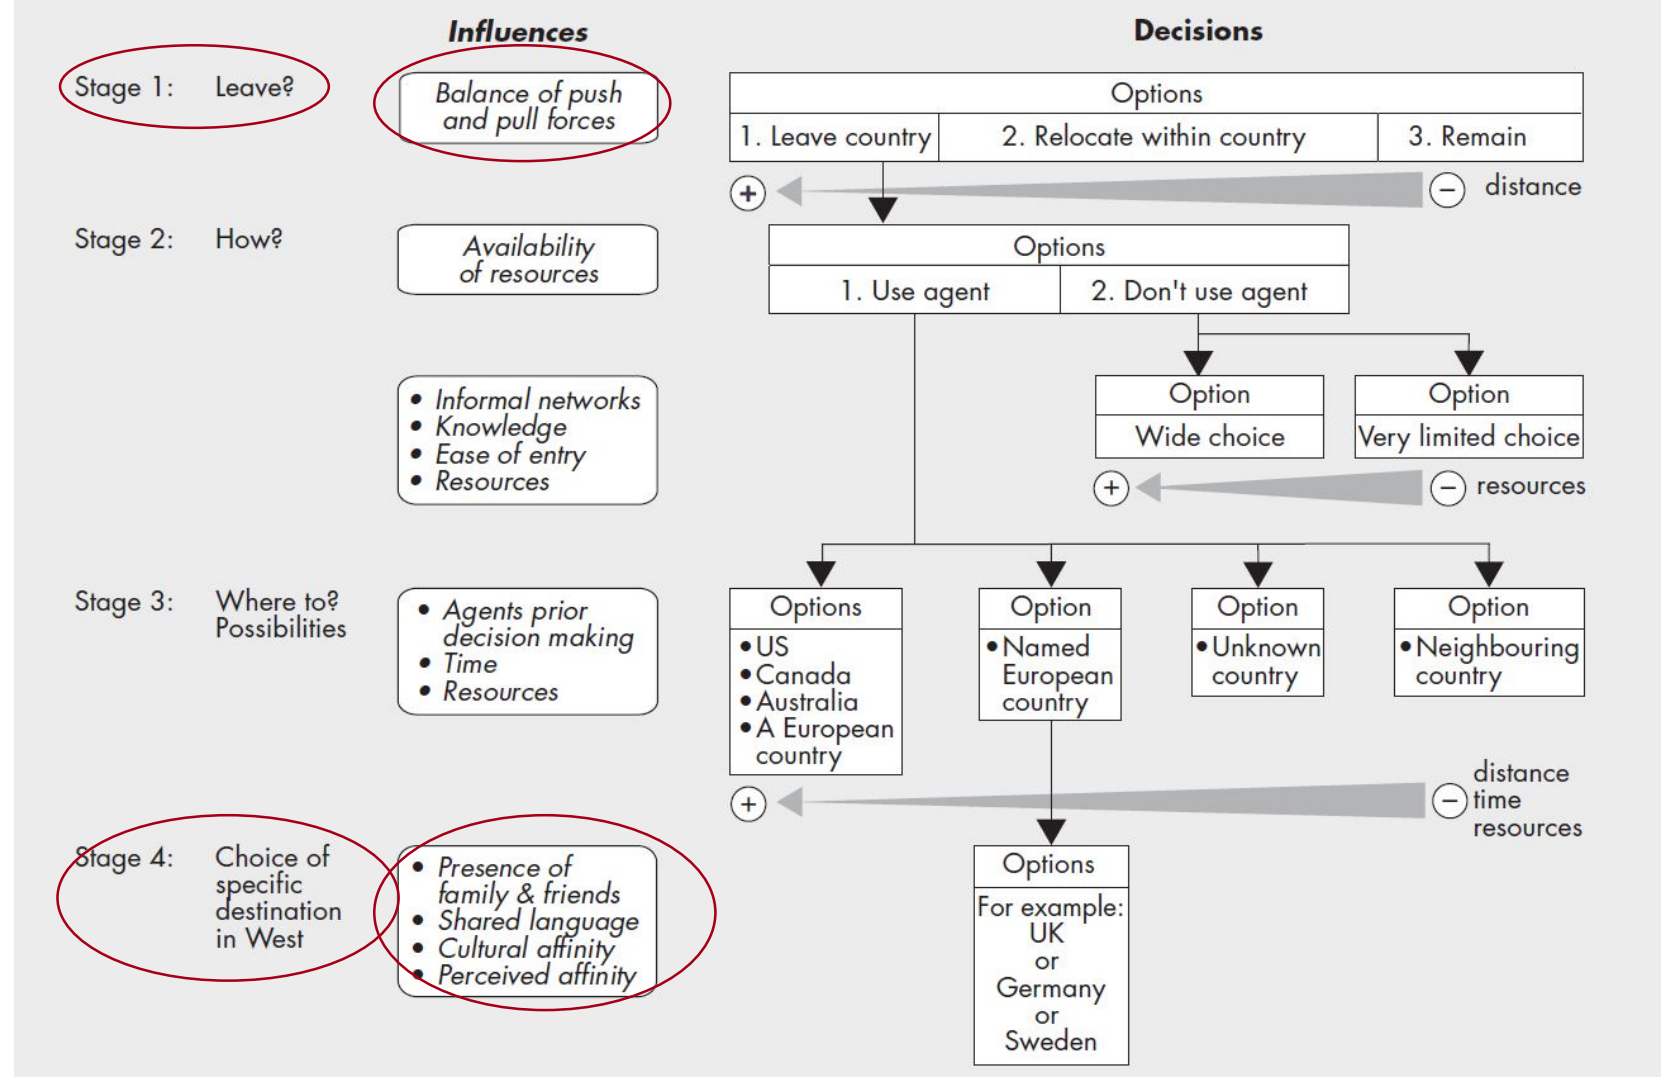 Influences
Decisions
Stage 1: Leave?
Balance of push
and pull forces
Options
1. Leave country
2. Relocate within country
3. Remain
+
−
distance
Stage 2: How?
Availability
of resources
Options
1. Use agent
2. Don't use agent
• Informal networks
• Knowledge
• Ease of entry
• Resources
Option
Wide choice
Option
Very limited choice
+
−
resources
Stage 3: Where to?
Possibilities
• Agents prior
decision making
• Time
• Resources
Options
• US
• Canada
• Australia
• A European
country
Option
• Named
European
country
Option
• Unknown
country
Option
• Neighbouring
country
+
−
distance
time
resources
Stage 4: Choice of
specific
destination
in West
• Presence of
family & friends
• Shared language
• Cultural affinity
• Perceived affinity
Options
For example:
UK
or
Germany
or
Sweden